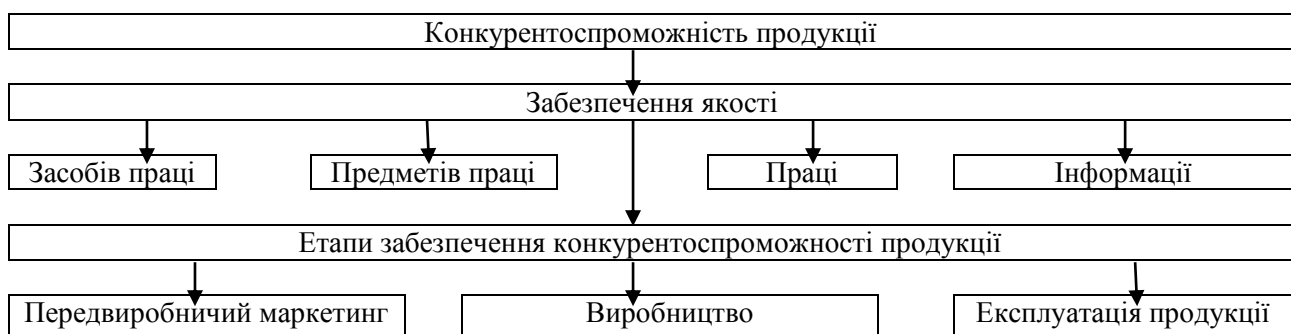 Конкурентоспроможність продукції
Забезпечення якості
Засобів праці
Предметів праці
Праці
Інформації
Етапи забезпечення конкурентоспроможності продукції
Передвиробничий маркетинг
Виробництво
Експлуатація продукції